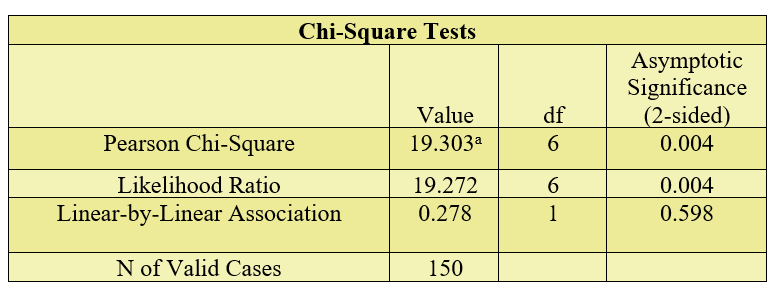 Chi-Square Tests
Value df Asymptotic
Significance
(2-sided)
Pearson Chi-Square 19.303ᵃ 6 0.004
Likelihood Ratio 19.272 6 0.004
Linear-by-Linear Association 0.278 1 0.598
N of Valid Cases 150